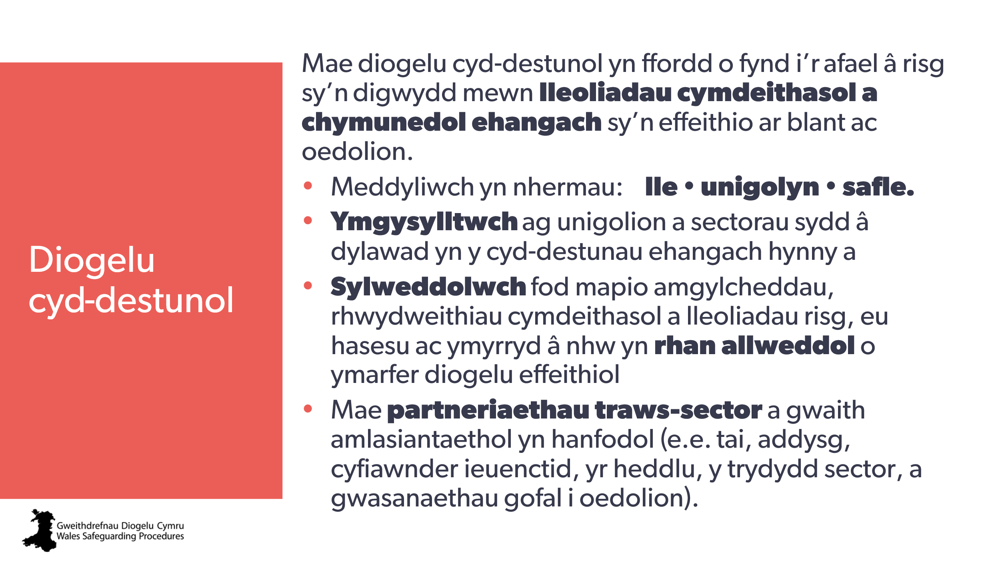 Diogelu
cyd-destunol
Mae diogelu cyd-destunol yn ffordd o fynd i’r afael â risg
sy’n digwydd mewn lleoliadau cymdeithasol a
chymunedol ehangach sy’n effeithio ar blant ac
oedolion.
• Meddyliwch yn nhermau: lle • unigolyn • safle.
• Ymgysylltwch ag unigolion a sectorau sydd â
dylawad yn y cyd-destunau ehangach hynny a
• Sylweddolwch fod mapio amgylcheddau,
rhwydweithiau cymdeithasol a lleoliadau risg, eu
hasesu ac ymyrryd â nhw yn rhan allweddol o
ymarfer diogelu effeithiol
• Mae partneriaethau traws-sector a gwaith
amlasiantaethol yn hanfodol (e.e. tai, addysg,
cyfiawnder ieuenctid, yr heddlu, y trydydd sector, a
gwasanaethau gofal i oedolion).
Gweithdrefnau Diogelu Cymru
Wales Safeguarding Procedures